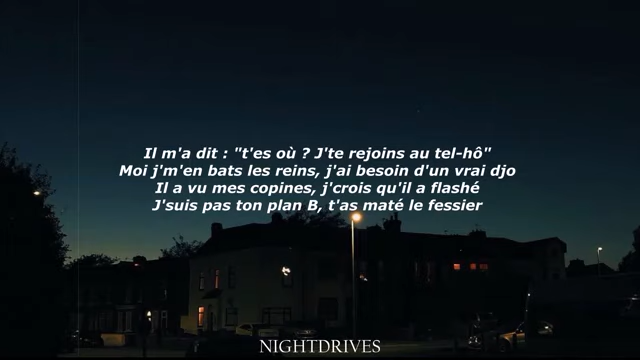 Il m'a dit : "t'es où ? J'te rejoins au tel-hô"
Moi j'm'en bats les reins, j'ai besoin d'un vrai djo
Il a vu mes copines, j'crois qu'il a flashé
J'suis pas ton plan B, t'as maté le fessier
NIGHTDRIVES